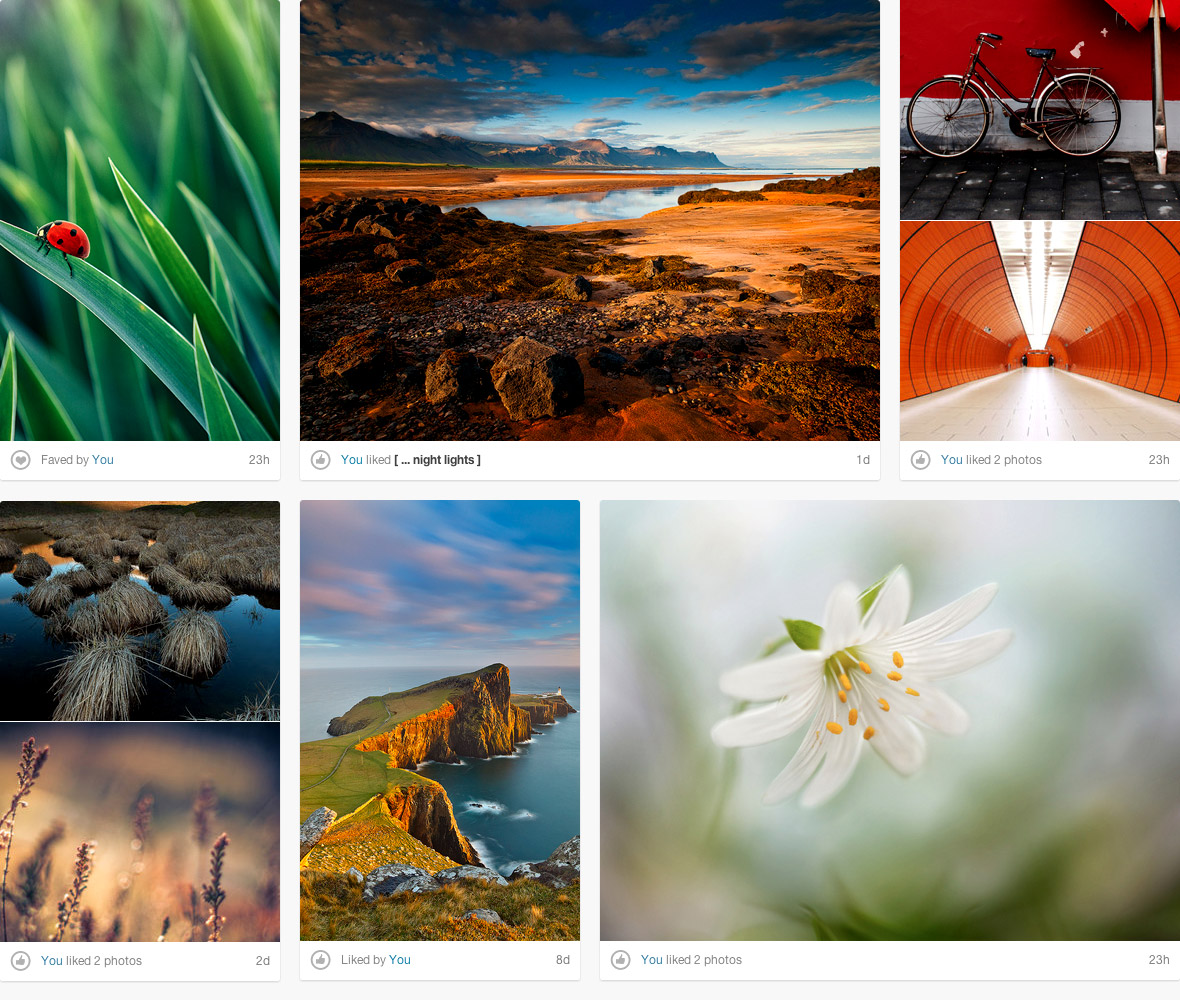 Faved by You 23h
You liked [ ... night lights ] 1d
You liked 2 photos 23h
You liked 2 photos 2d
Liked by You 8d
You liked 2 photos 23h